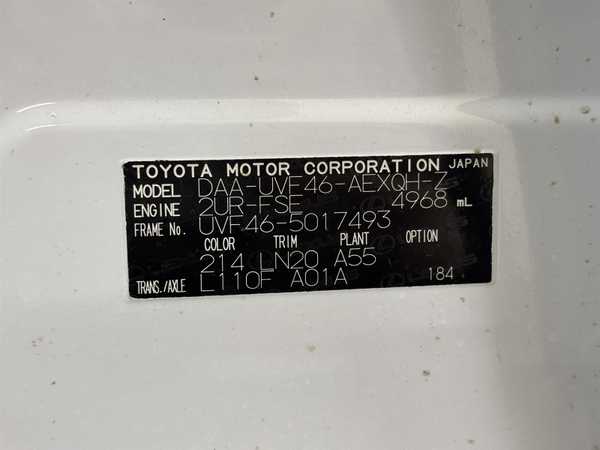 TOYOTA MOTOR CORPORATION JAPAN
MODEL DAA-UVF46-AEXQH-Z
ENGINE 2UR-FSE 4968 mL
FRAME No. UVF46-5017493
COLOR TRIM PLANT OPTION
214 LN20 A55
TRANS./AXLE L110F A01A 184